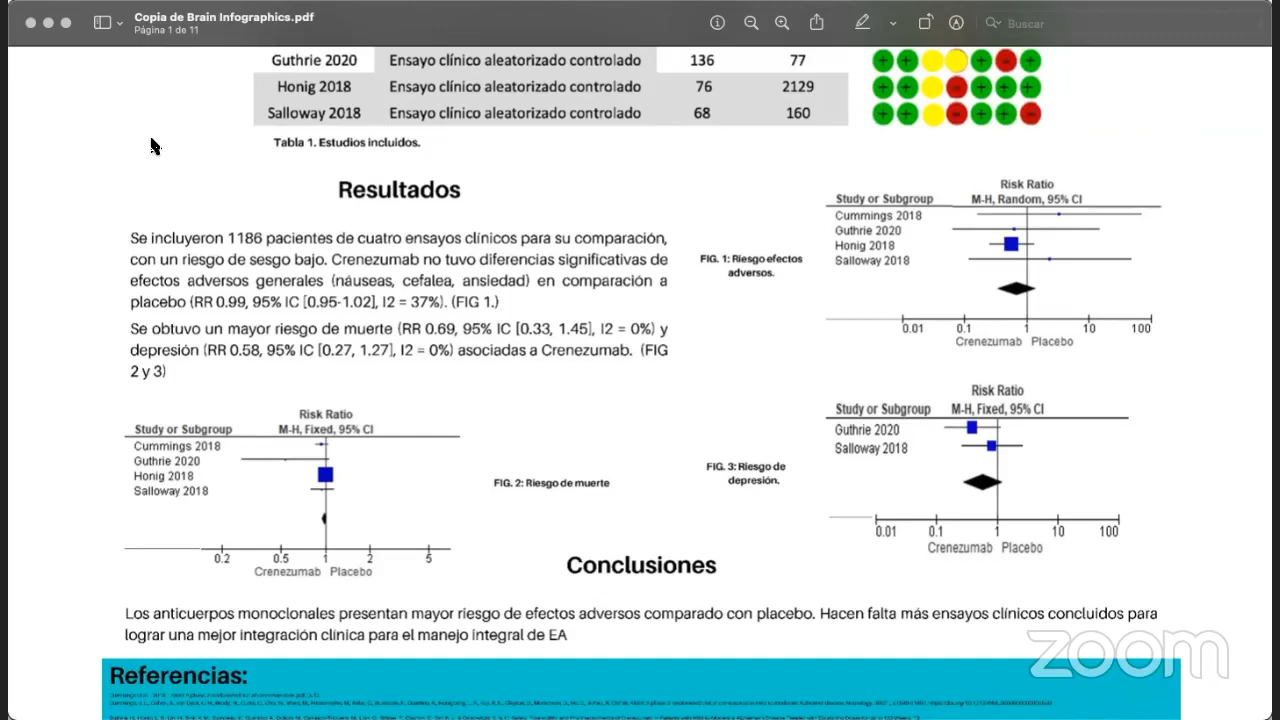 Copia de Brain Infographics.pdf
Página 1 de 11
Buscar
Guthrie 2020 Ensayo clínico aleatorizado controlado 136 77
Honig 2018 Ensayo clínico aleatorizado controlado 76 2129
Salloway 2018 Ensayo clínico aleatorizado controlado 68 160
Tabla 1. Estudios incluidos.
Resultados
Se incluyeron 1186 pacientes de cuatro ensayos clínicos para su comparación,
con un riesgo de sesgo bajo. Crenezumab no tuvo diferencias significativas de
efectos adversos generales (náuseas, cefalea, ansiedad) en comparación a
placebo (RR 0.99, 95% IC [0.95-1.02], I2 = 37%). (FIG 1.)
Se obtuvo un mayor riesgo de muerte (RR 0.69, 95% IC [0.33, 1.45], I2 = 0%) y
depresión (RR 0.58, 95% IC [0.27, 1.27], I2 = 0%) asociadas a Crenezumab. (FIG
2 y 3)
FIG. 1: Riesgo efectos
adversos.
Risk Ratio
Study or Subgroup M-H, Random, 95% CI
Cummings 2018
Guthrie 2020
Honig 2018
Salloway 2018
0.01 0.1 1 10 100
Crenezumab Placebo
Risk Ratio
Study or Subgroup M-H, Fixed, 95% CI
Cummings 2018
Guthrie 2020
Honig 2018
Salloway 2018
0.2 0.5 1 2 5
Crenezumab Placebo
FIG. 2: Riesgo de muerte
FIG. 3: Riesgo de
depresión.
Risk Ratio
Study or Subgroup M-H, Fixed, 95% CI
Guthrie 2020
Salloway 2018
0.01 0.1 1 10 100
Crenezumab Placebo
Conclusiones
Los anticuerpos monoclonales presentan mayor riesgo de efectos adversos comparado con placebo. Hacen falta más ensayos clínicos concluidos para
lograr una mejor integración clínica para el manejo integral de EA
zoom
Referencias: